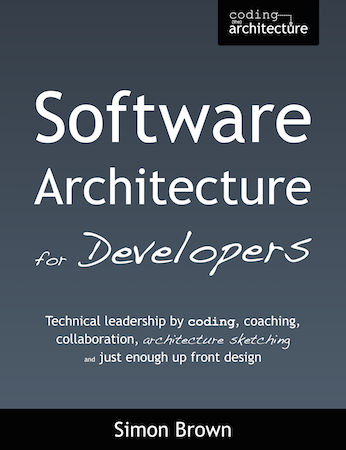 coding
the
architecture
Software
Architecture
for Developers
Technical leadership by coding, coaching,
collaboration, architecture sketching
and just enough up front design
Simon Brown